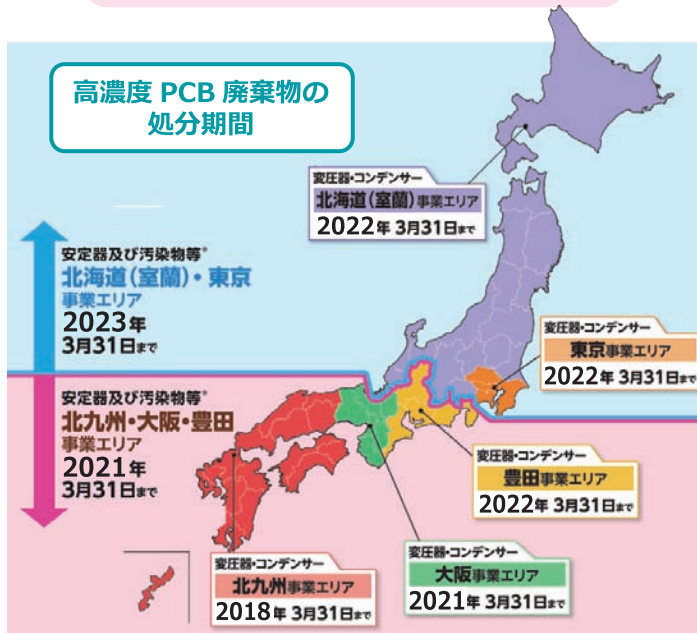 高濃度 PCB 廃棄物の
処分期間
変圧器・コンデンサー
北海道(室蘭)事業エリア
2022年 3月31日まで
安定器及び汚染物等*
北海道(室蘭)・東京
事業エリア
2023年
3月31日まで
変圧器・コンデンサー
東京事業エリア
2022年 3月31日まで
安定器及び汚染物等*
北九州・大阪・豊田
事業エリア
2021年
3月31日まで
変圧器・コンデンサー
豊田事業エリア
2022年 3月31日まで
変圧器・コンデンサー
大阪事業エリア
2021年 3月31日まで
変圧器・コンデンサー
北九州事業エリア
2018年 3月31日まで